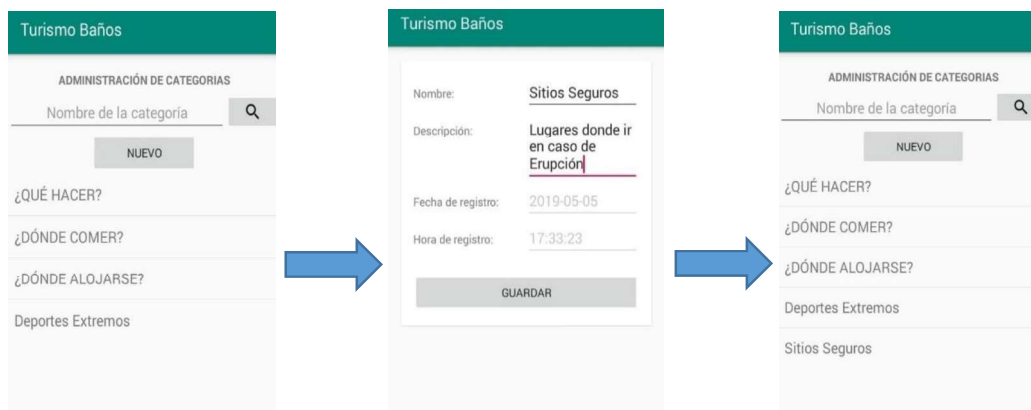 Turismo Baños
ADMINISTRACIÓN DE CATEGORIAS
Nombre de la categoría
NUEVO
¿QUÉ HACER?
¿DÓNDE COMER?
¿DÓNDE ALOJARSE?
Deportes Extremos
Turismo Baños
Nombre: Sitios Seguros
Descripción: Lugares donde ir
en caso de
Erupción
Fecha de registro: 2019-05-05
Hora de registro: 17:33:23
GUARDAR
Turismo Baños
ADMINISTRACIÓN DE CATEGORIAS
Nombre de la categoría
NUEVO
¿QUÉ HACER?
¿DÓNDE COMER?
¿DÓNDE ALOJARSE?
Deportes Extremos
Sitios Seguros